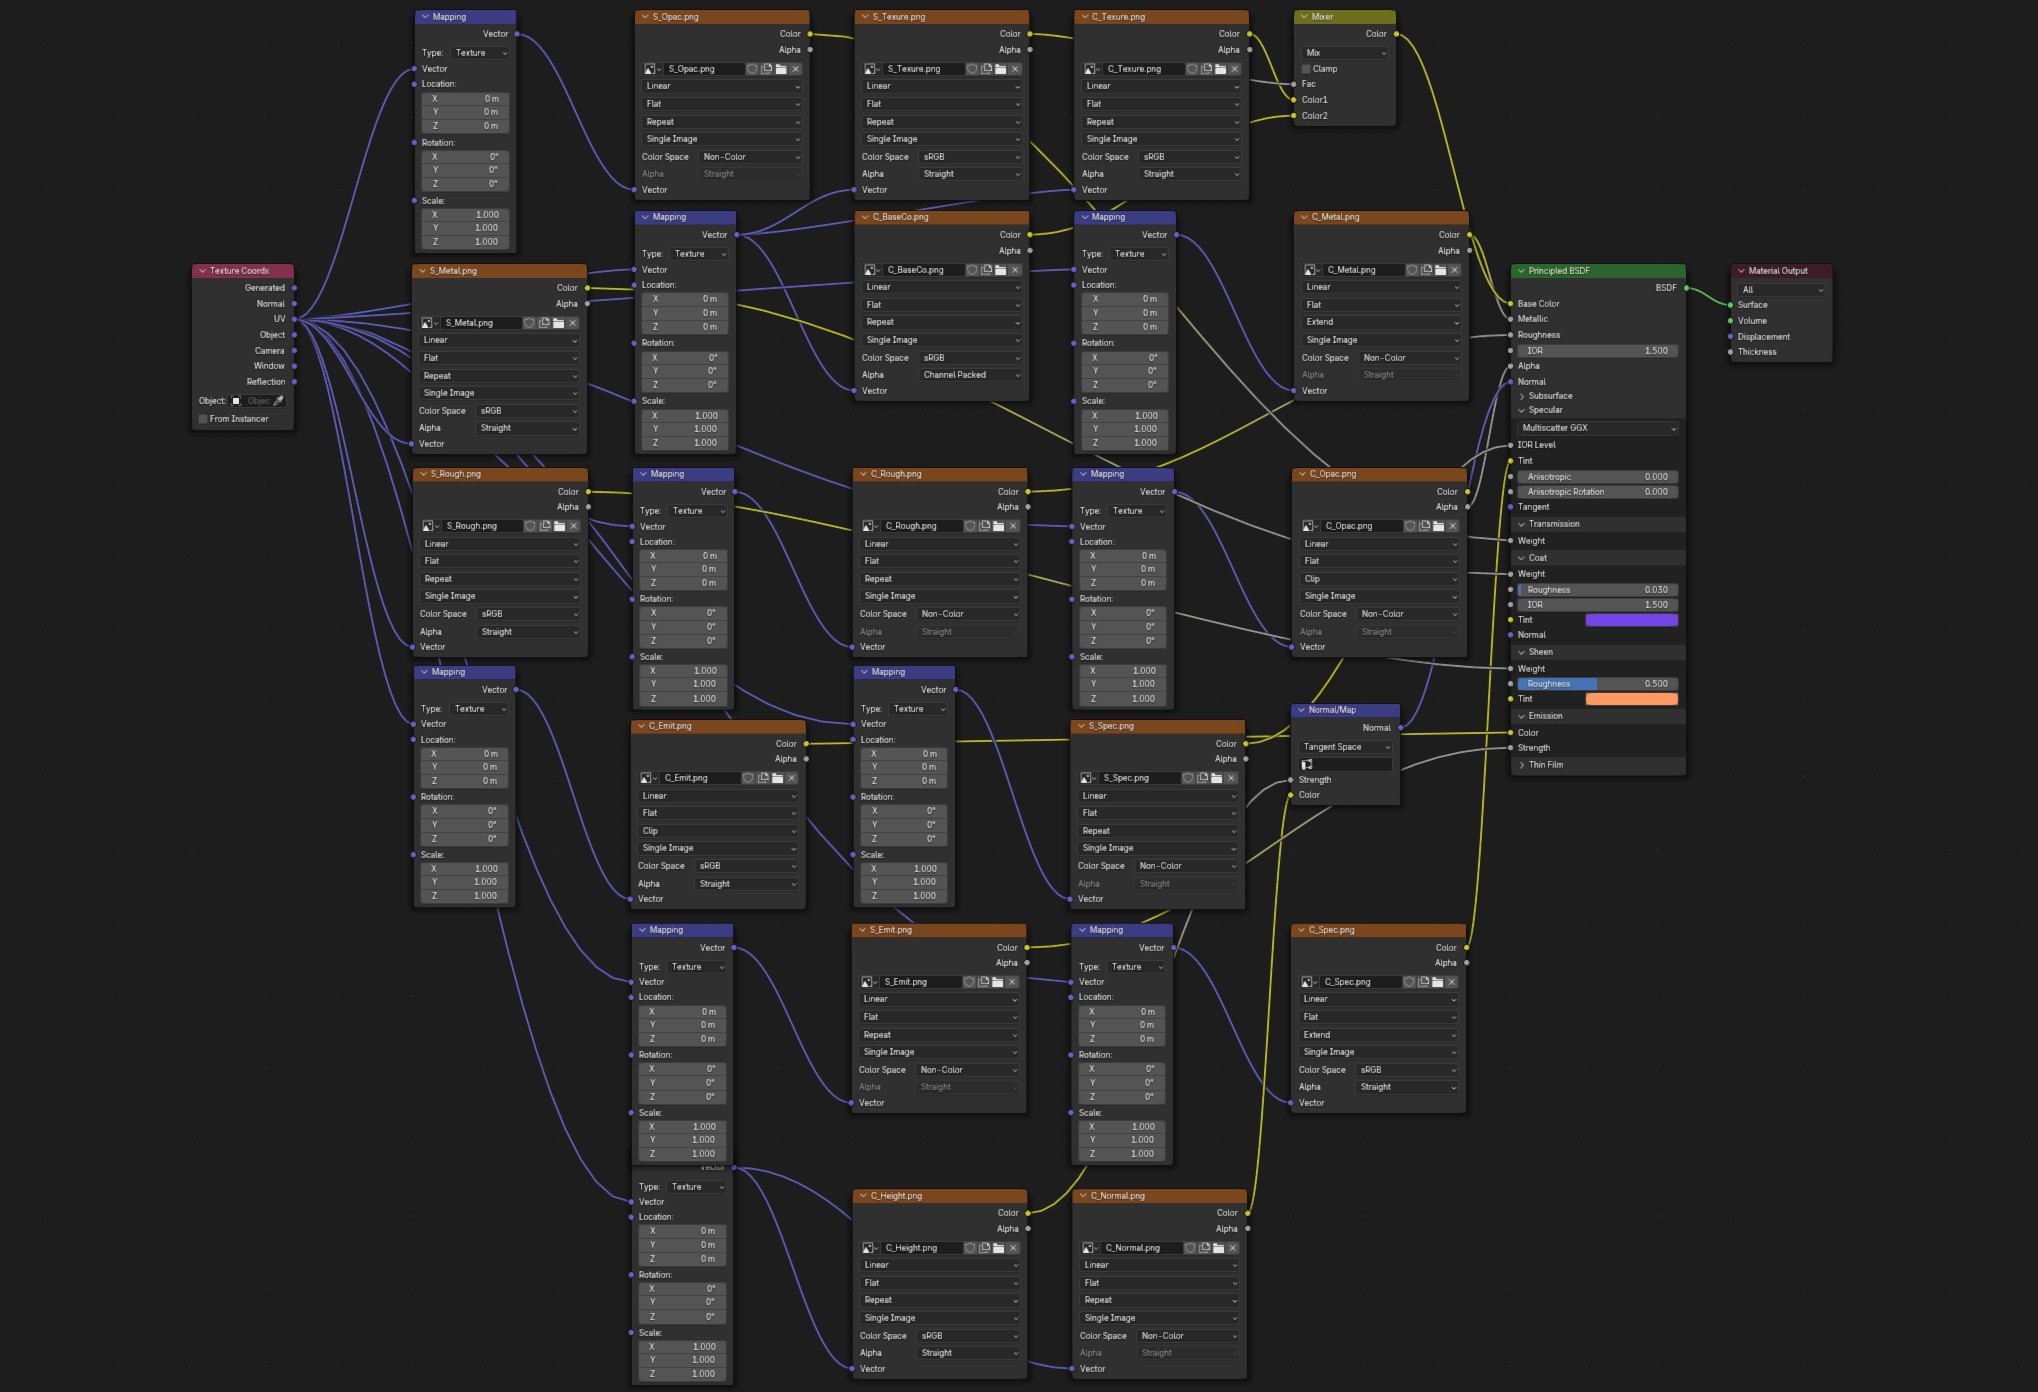 Texture Coords
Generated
Normal
UV
Object
Camera
Window
Reflection
Object:
From Instancer
Mapping
Vector
Type: Texture
Vector
Location:
X 0 m
Y 0 m
Z 0 m
Rotation:
X 0°
Y 0°
Z 0°
Scale:
X 1.000
Y 1.000
Z 1.000
S_Opac.png
Color
Alpha
S_Opac.png
Linear
Flat
Repeat
Single Image
Color Space Non-Color
Alpha Straight
Vector
S_Texure.png
Color
Alpha
S_Texure.png
Linear
Flat
Repeat
Single Image
Color Space sRGB
Alpha Straight
Vector
C_Texure.png
Color
Alpha
C_Texure.png
Linear
Flat
Repeat
Single Image
Color Space sRGB
Alpha Straight
Vector
Mixer
Color
Mix
Clamp
Fac
Color1
Color2
S_Metal.png
Color
Alpha
S_Metal.png
Linear
Flat
Repeat
Single Image
Color Space sRGB
Alpha Straight
Vector
Mapping
Vector
Type: Texture
Vector
Location:
X 0 m
Y 0 m
Z 0 m
Rotation:
X 0°
Y 0°
Z 0°
Scale:
X 1.000
Y 1.000
Z 1.000
C_BaseCo.png
Color
Alpha
C_BaseCo.png
Linear
Flat
Repeat
Single Image
Color Space sRGB
Alpha Channel Packed
Vector
Mapping
Vector
Type: Texture
Vector
Location:
X 0 m
Y 0 m
Z 0 m
Rotation:
X 0°
Y 0°
Z 0°
Scale:
X 1.000
Y 1.000
Z 1.000
C_Metal.png
Color
Alpha
C_Metal.png
Linear
Flat
Extend
Single Image
Color Space Non-Color
Alpha Straight
Vector
Principled BSDF
BSDF
Base Color
Metallic
Roughness
IOR 1.500
Alpha
Normal
Subsurface
Specular
Multiscatter GGX
IOR Level
Tint
Anisotropic 0.000
Anisotropic Rotation 0.000
Tangent
Transmission
Weight
Coat
Weight
Roughness 0.030
IOR 1.500
Tint
Normal
Sheen
Weight
Roughness 0.500
Tint
Emission
Color
Strength
Thin Film
Material Output
All
Surface
Volume
Displacement
Thickness
S_Rough.png
Color
Alpha
S_Rough.png
Linear
Flat
Repeat
Single Image
Color Space sRGB
Alpha Straight
Vector
Mapping
Vector
Type: Texture
Vector
Location:
X 0 m
Y 0 m
Z 0 m
Rotation:
X 0°
Y 0°
Z 0°
Scale:
X 1.000
Y 1.000
Z 1.000
C_Rough.png
Color
Alpha
C_Rough.png
Linear
Flat
Repeat
Single Image
Color Space Non-Color
Alpha Straight
Vector
Mapping
Vector
Type: Texture
Vector
Location:
X 0 m
Y 0 m
Z 0 m
Rotation:
X 0°
Y 0°
Z 0°
Scale:
X 1.000
Y 1.000
Z 1.000
C_Opac.png
Color
Alpha
C_Opac.png
Linear
Flat
Clip
Single Image
Color Space Non-Color
Alpha Straight
Vector
Mapping
Vector
Type: Texture
Vector
Location:
X 0 m
Y 0 m
Z 0 m
Rotation:
X 0°
Y 0°
Z 0°
Scale:
X 1.000
Y 1.000
Z 1.000
C_Emit.png
Color
Alpha
C_Emit.png
Linear
Flat
Clip
Single Image
Color Space sRGB
Alpha Straight
Vector
Mapping
Vector
Type: Texture
Vector
Location:
X 0 m
Y 0 m
Z 0 m
Rotation:
X 0°
Y 0°
Z 0°
Scale:
X 1.000
Y 1.000
Z 1.000
S_Spec.png
Color
Alpha
S_Spec.png
Linear
Flat
Repeat
Single Image
Color Space Non-Color
Alpha Straight
Vector
Normal/Map
Normal
Tangent Space
Strength
Color
Mapping
Vector
Type: Texture
Vector
Location:
X 0 m
Y 0 m
Z 0 m
Rotation:
X 0°
Y 0°
Z 0°
Scale:
X 1.000
Y 1.000
Z 1.000
S_Emit.png
Color
Alpha
S_Emit.png
Linear
Flat
Repeat
Single Image
Color Space Non-Color
Alpha Straight
Vector
Mapping
Vector
Type: Texture
Vector
Location:
X 0 m
Y 0 m
Z 0 m
Rotation:
X 0°
Y 0°
Z 0°
Scale:
X 1.000
Y 1.000
Z 1.000
C_Spec.png
Color
Alpha
C_Spec.png
Linear
Flat
Extend
Single Image
Color Space sRGB
Alpha Straight
Vector
Type: Texture
Vector
Location:
X 0 m
Y 0 m
Z 0 m
Rotation:
X 0°
Y 0°
Z 0°
Scale:
X 1.000
Y 1.000
Z 1.000
C_Height.png
Color
Alpha
C_Height.png
Linear
Flat
Repeat
Single Image
Color Space sRGB
Alpha Straight
Vector
C_Normal.png
Color
Alpha
C_Normal.png
Linear
Flat
Repeat
Single Image
Color Space Non-Color
Alpha Straight
Vector